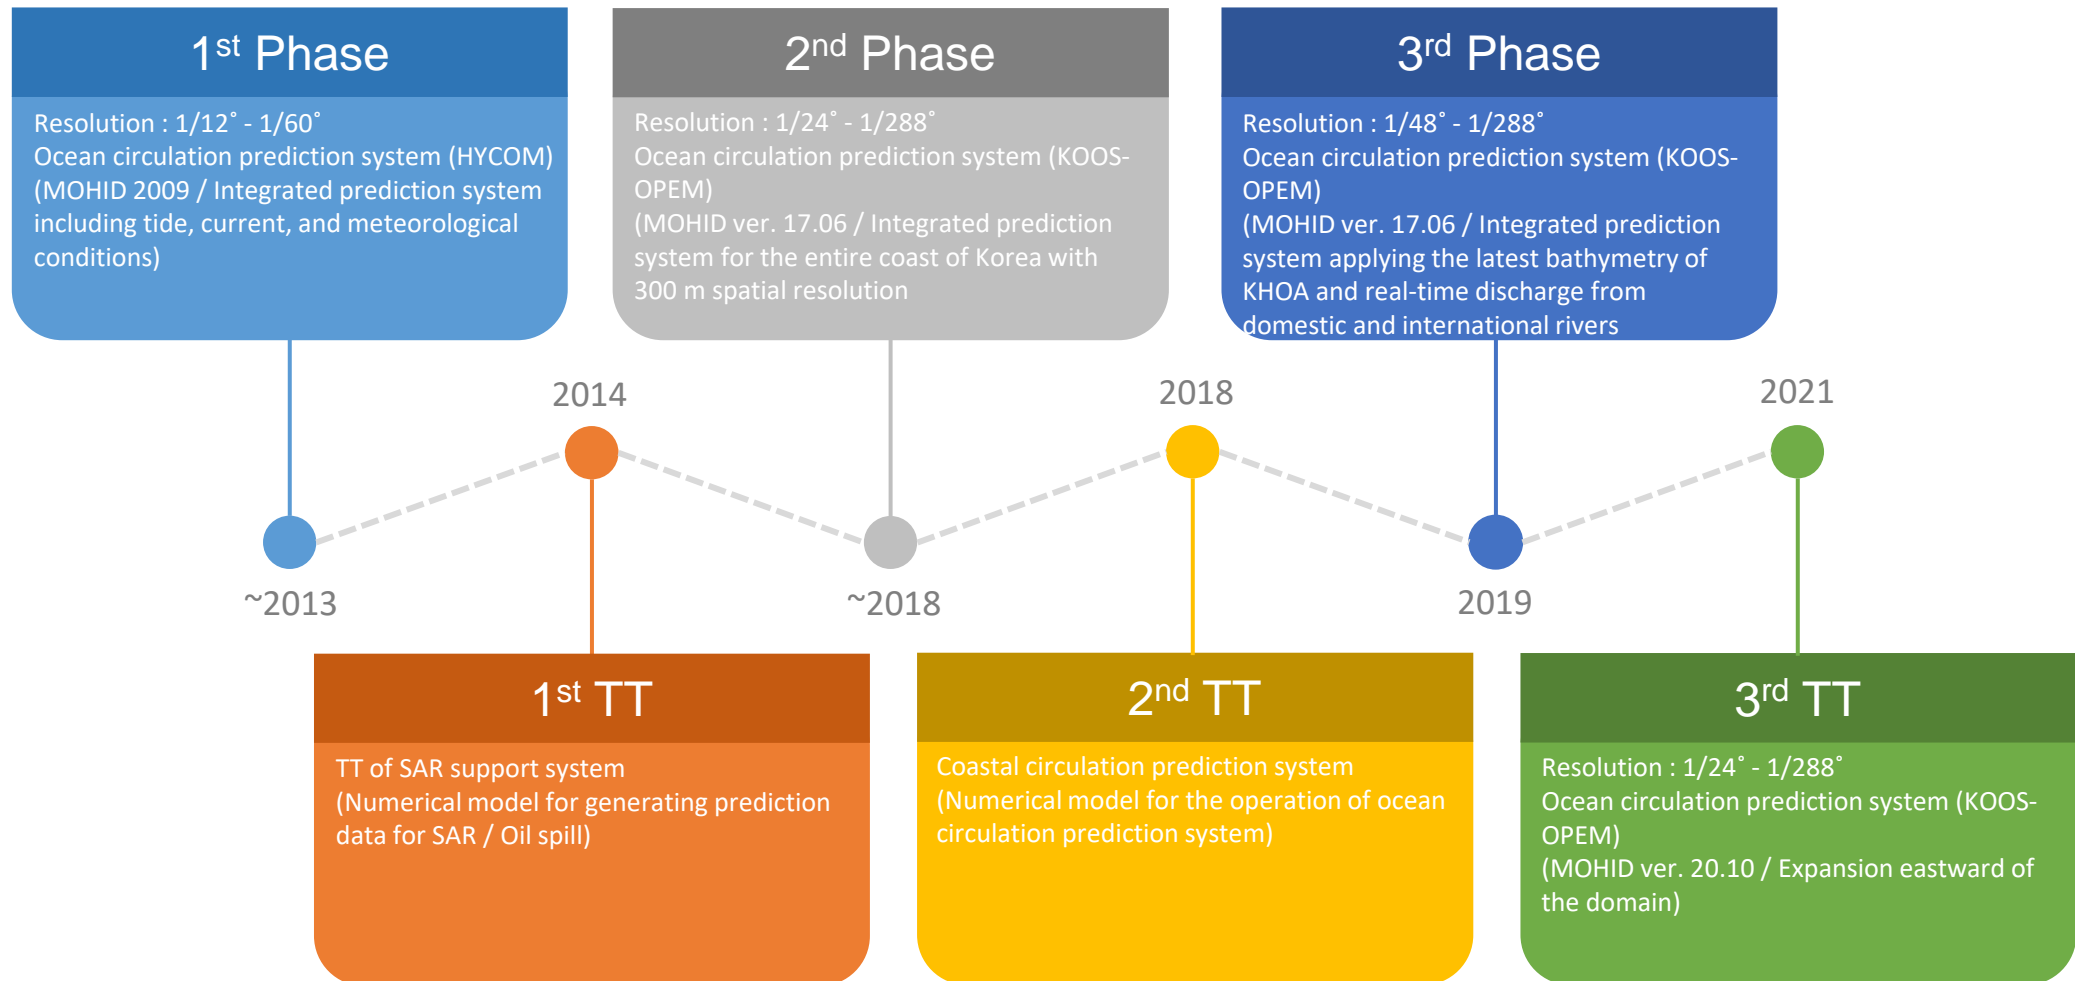 1st Phase
Resolution : 1/12˚ - 1/60˚
Ocean circulation prediction system (HYCOM)
(MOHID 2009 / Integrated prediction system
including tide, current, and meteorological
conditions)
2nd Phase
Resolution : 1/24˚ - 1/288˚
Ocean circulation prediction system (KOOS-
OPEM)
(MOHID ver. 17.06 / Integrated prediction
system for the entire coast of Korea with
300 m spatial resolution
3rd Phase
Resolution : 1/48˚ - 1/288˚
Ocean circulation prediction system (KOOS-
OPEM)
(MOHID ver. 17.06 / Integrated prediction
system applying the latest bathymetry of
KHOA and real-time discharge from
domestic and international rivers
2014
2018
2021
~2013
~2018
2019
1st TT
TT of SAR support system
(Numerical model for generating prediction
data for SAR / Oil spill)
2nd TT
Coastal circulation prediction system
(Numerical model for the operation of ocean
circulation prediction system)
3rd TT
Resolution : 1/24˚ - 1/288˚
Ocean circulation prediction system (KOOS-
OPEM)
(MOHID ver. 20.10 / Expansion eastward of
the domain)